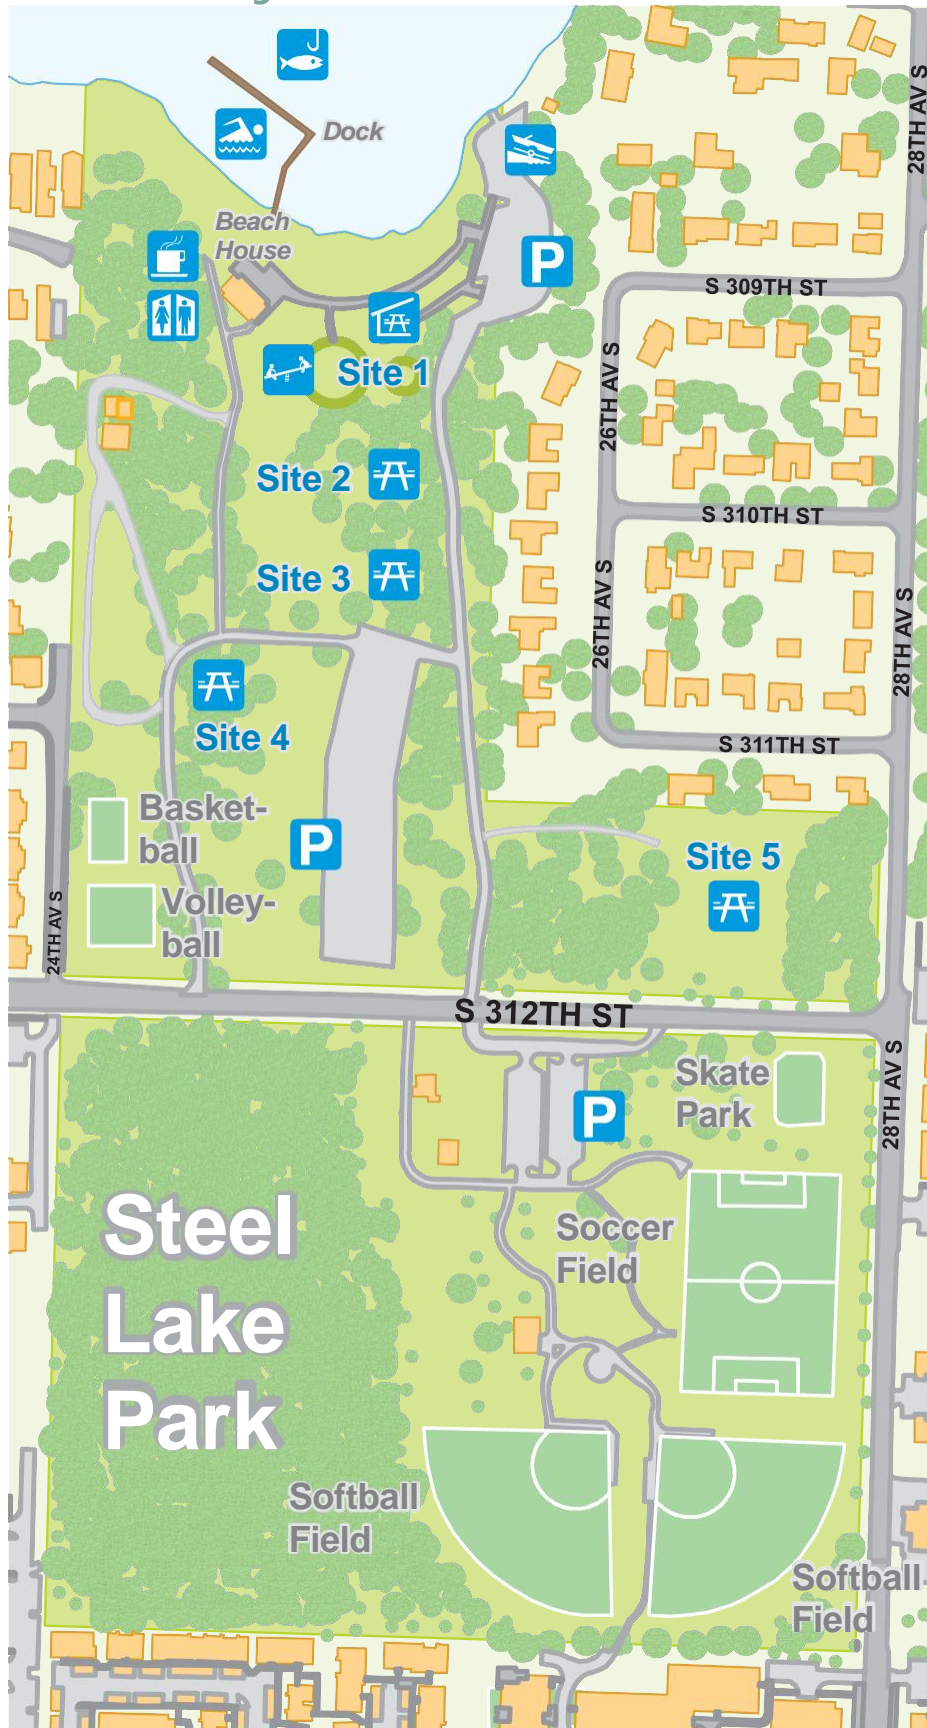 Dock
Beach
House
P
28TH AV S
S 309TH ST
Site 1
26TH AV S
Site 2
S 310TH ST
Site 3
26TH AV S
28TH AV S
Site 4
S 311TH ST
Basket-
ball
P
Site 5
Volley-
ball
24TH AV S
S 312TH ST
28TH AV S
Skate
Park
P
Steel
Lake
Park
Soccer
Field
Softball
Field
Softball
Field